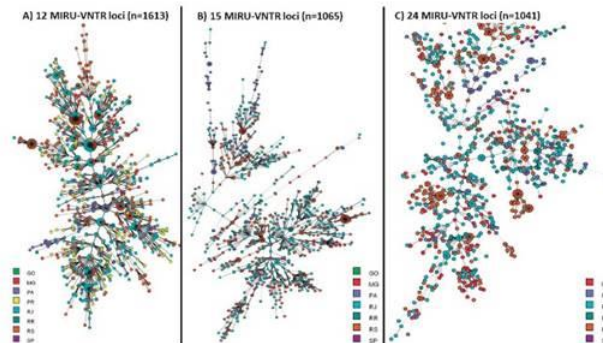 A) 12 MIRU-VNTR loci (n=1613)
B) 15 MIRU-VNTR loci (n=1065)
C) 24 MIRU-VNTR loci (n=1041)
GO
MG
PA
PR
RJ
RR
RS
SP
GO
MG
PA
RJ
RR
RS
SP